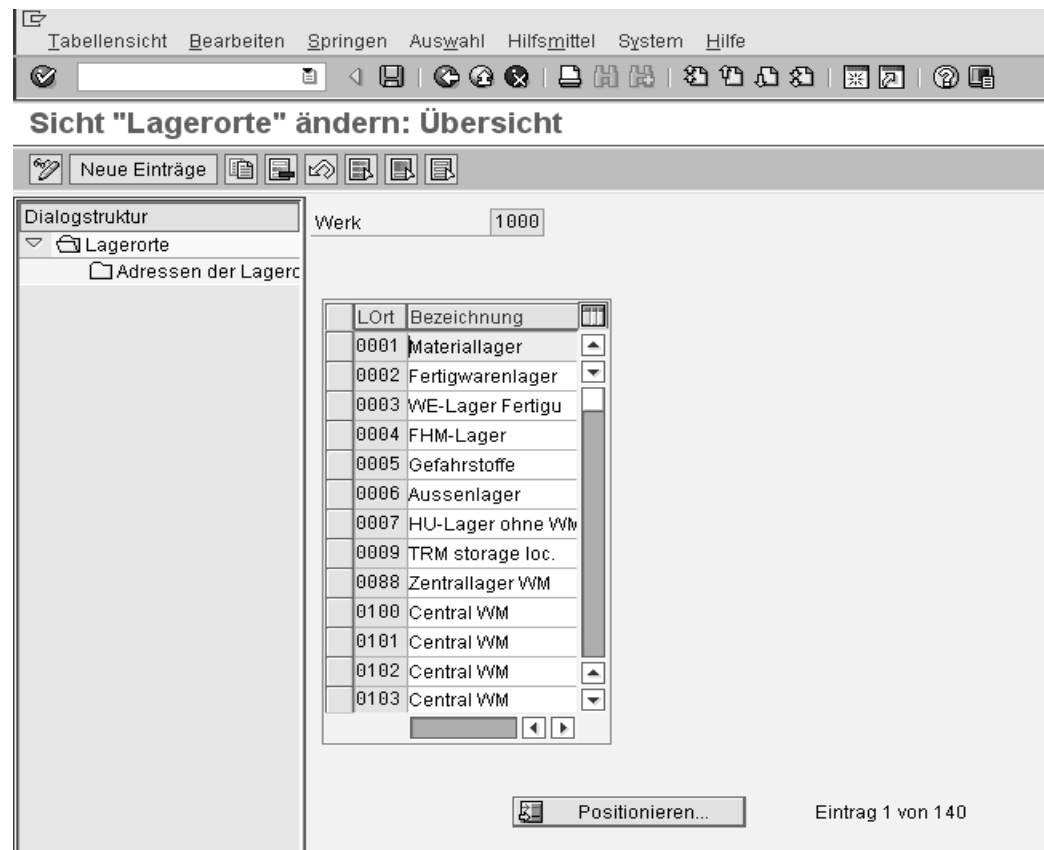 Tabellensicht Bearbeiten Springen Auswahl Hilfsmittel System Hilfe
Sicht "Lagerorte" ändern: Übersicht
Neue Einträge
Dialogstruktur
Lagerorte
Adressen der Lagerc
Werk 1000
LOrt Bezeichnung
0001 Materiallager
0002 Fertigwarenlager
0003 WE-Lager Fertigu
0004 FHM-Lager
0005 Gefahrstoffe
0006 Aussenlager
0007 HU-Lager ohne WM
0009 TRM storage loc.
0088 Zentrallager WM
0100 Central WM
0101 Central WM
0102 Central WM
0103 Central WM
Positionieren... Eintrag 1 von 140